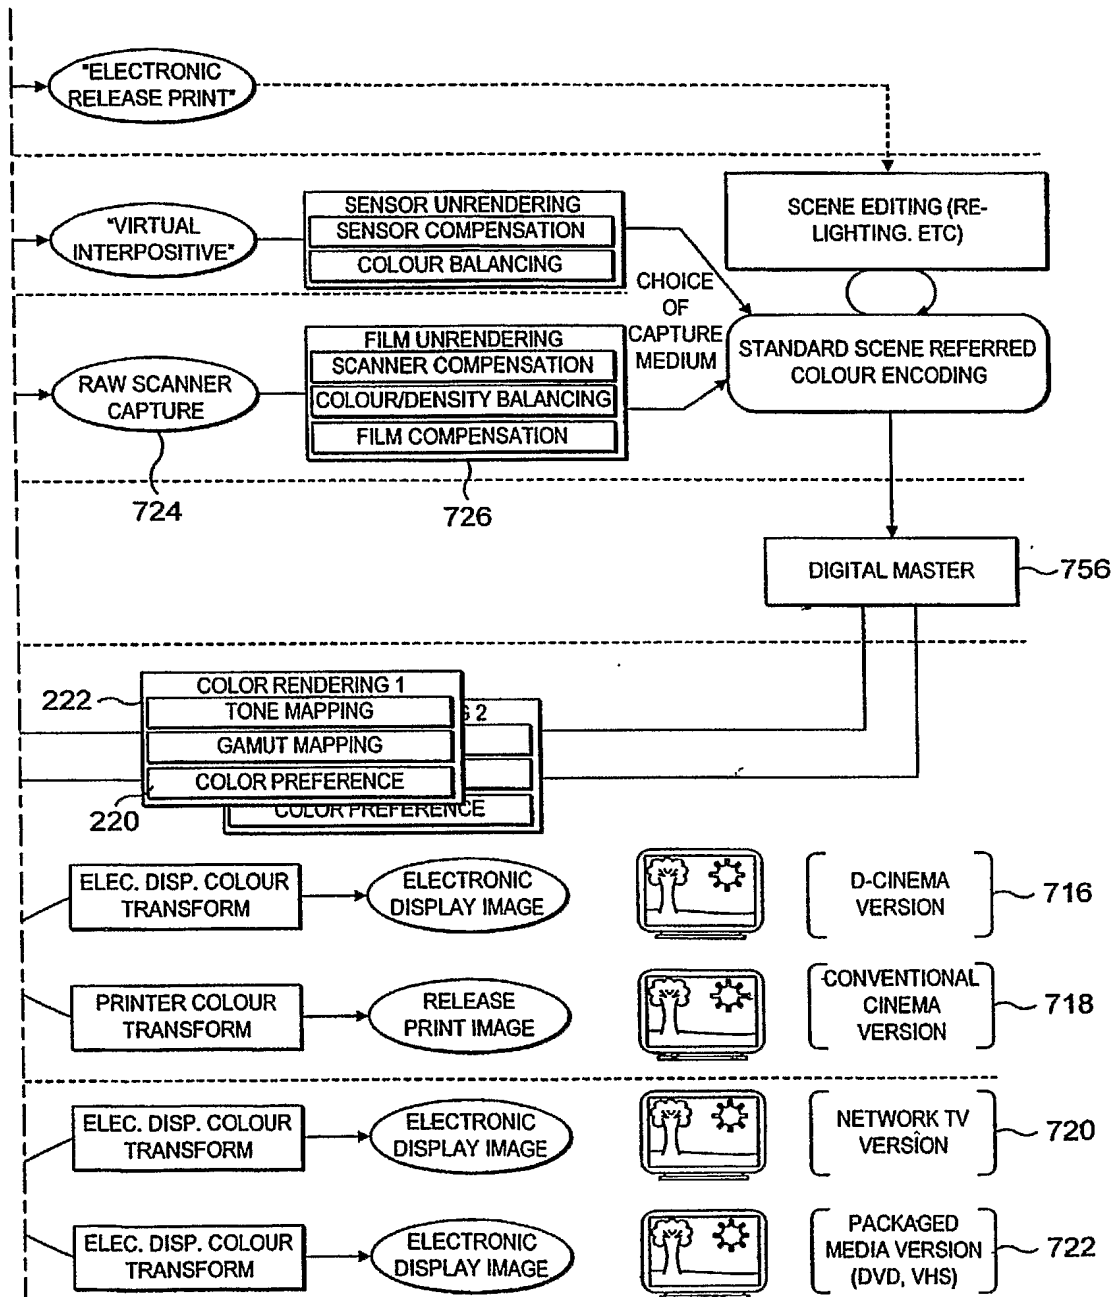 "ELECTRONIC
RELEASE PRINT"
"VIRTUAL
INTERPOSITIVE"
SENSOR UNRENDERING
SENSOR COMPENSATION
COLOUR BALANCING
SCENE EDITING (RE-
LIGHTING. ETC)
CHOICE
OF
CAPTURE
MEDIUM
RAW SCANNER
CAPTURE
724
FILM UNRENDERING
SCANNER COMPENSATION
COLOUR/DENSITY BALANCING
FILM COMPENSATION
726
STANDARD SCENE REFERRED
COLOUR ENCODING
DIGITAL MASTER
756
222
COLOR RENDERING 1
TONE MAPPING
GAMUT MAPPING
COLOR PREFERENCE
220
G 2
COLOR PREFERENCE
ELEC. DISP. COLOUR
TRANSFORM
ELECTRONIC
DISPLAY IMAGE
D-CINEMA
VERSION
716
PRINTER COLOUR
TRANSFORM
RELEASE
PRINT IMAGE
CONVENTIONAL
CINEMA
VERSION
718
ELEC. DISP. COLOUR
TRANSFORM
ELECTRONIC
DISPLAY IMAGE
NETWORK TV
VERSION
720
ELEC. DISP. COLOUR
TRANSFORM
ELECTRONIC
DISPLAY IMAGE
PACKAGED
MEDIA VERSION
(DVD, VHS)
722